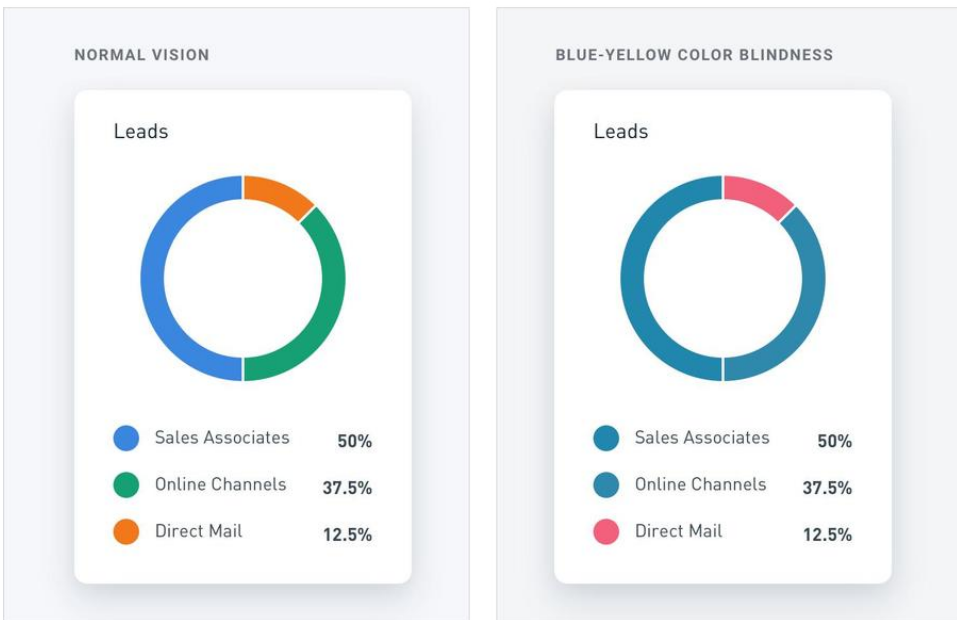 NORMAL VISION
Leads
Sales Associates 50%
Online Channels 37.5%
Direct Mail 12.5%
BLUE-YELLOW COLOR BLINDNESS
Leads
Sales Associates 50%
Online Channels 37.5%
Direct Mail 12.5%